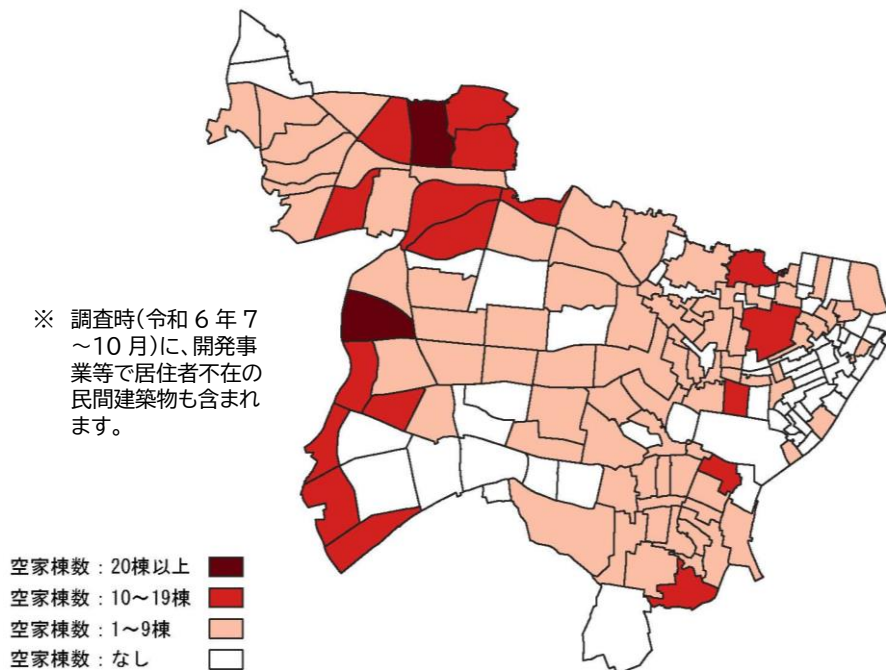 ※ 調査時(令和 6 年 7
～10 月)に、開発事
業等で居住者不在の
民間建築物も含まれ
ます。
空家棟数：20棟以上
空家棟数：10～19棟
空家棟数：1～9棟
空家棟数：なし